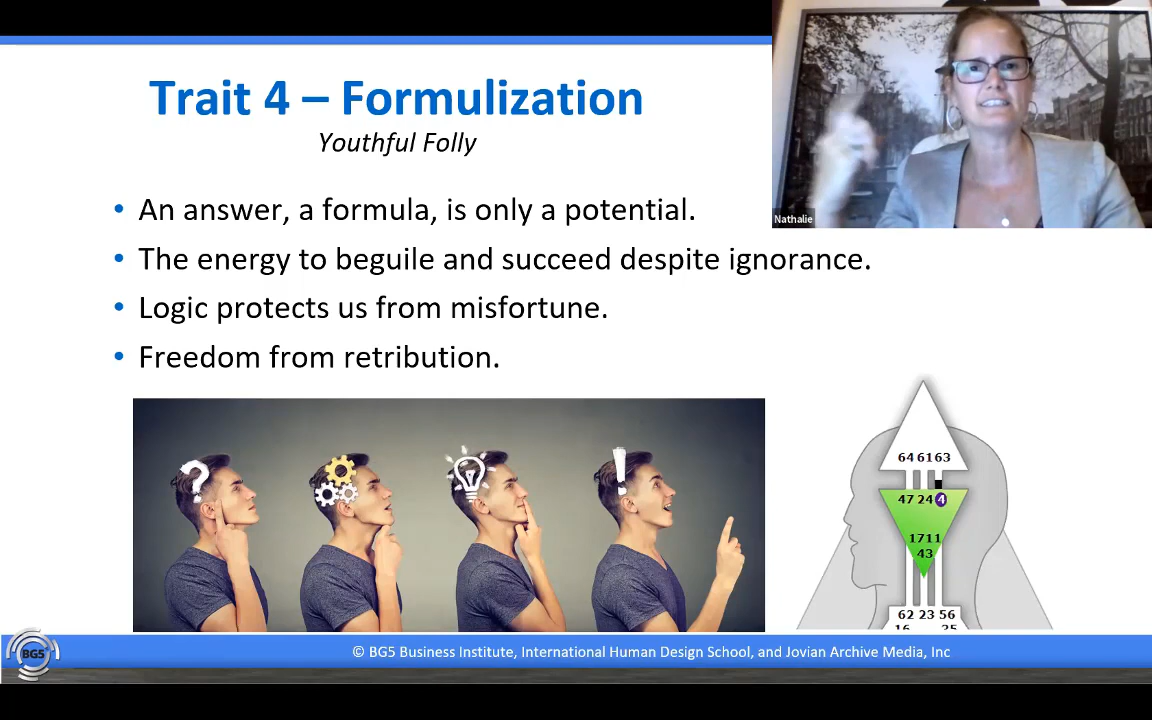 Trait 4 – Formulization
Youthful Folly
Nathalie
• An answer, a formula, is only a potential.
• The energy to beguile and succeed despite ignorance.
• Logic protects us from misfortune.
• Freedom from retribution.
?
!
64 61 63
47 24 4
17 11
43
62 23 56
16 35
BG5
© BG5 Business Institute, International Human Design School, and Jovian Archive Media, Inc